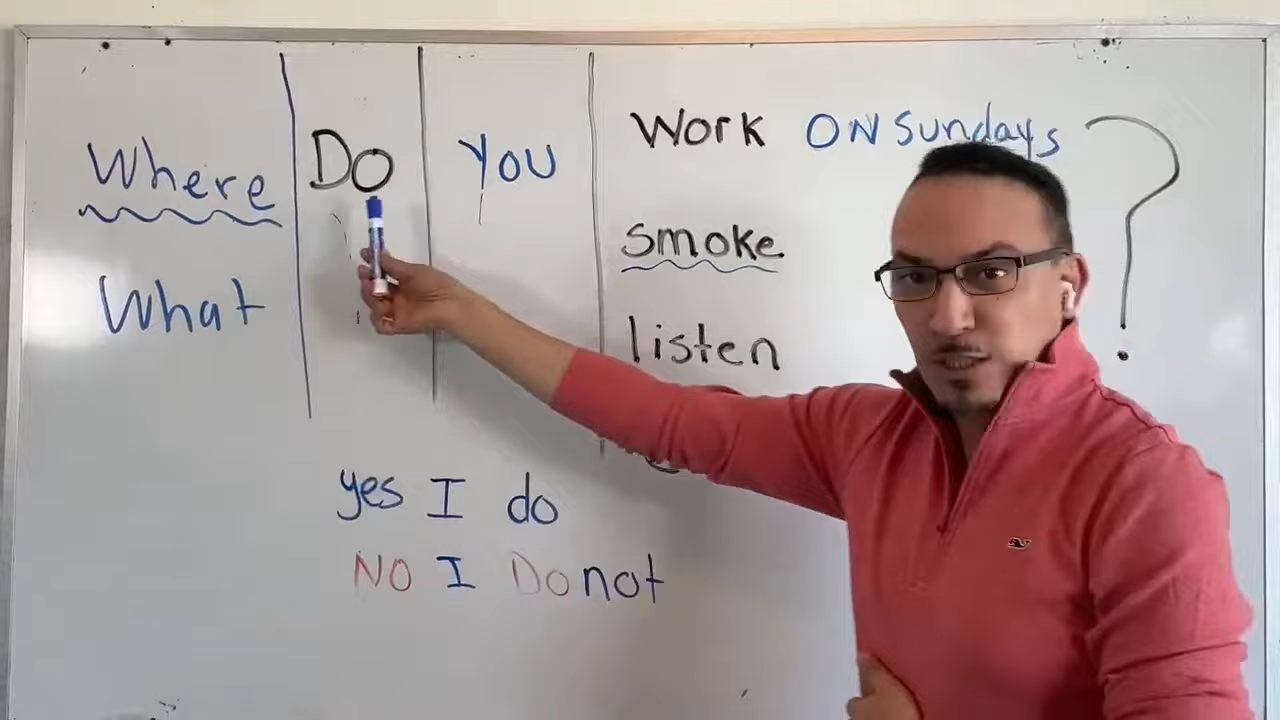 Where Do you Work ON Sundays ?
What smoke
listen
yes I do
No I Do not